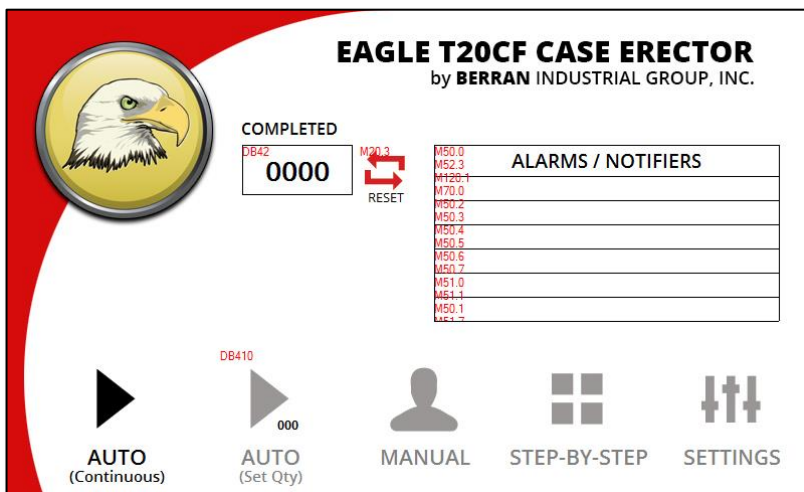 EAGLE T20CF CASE ERECTOR
by BERRAN INDUSTRIAL GROUP, INC.
COMPLETED
DB42
0000
M20.3
RESET
ALARMS / NOTIFIERS
M50.0
M52.3
M120.1
M70.0
M50.2
M50.3
M50.4
M50.5
M50.6
M50.7
M51.0
M51.1
M50.1
M51.7
DB410
000
AUTO
(Continuous)
AUTO
(Set Qty)
MANUAL
STEP-BY-STEP
SETTINGS